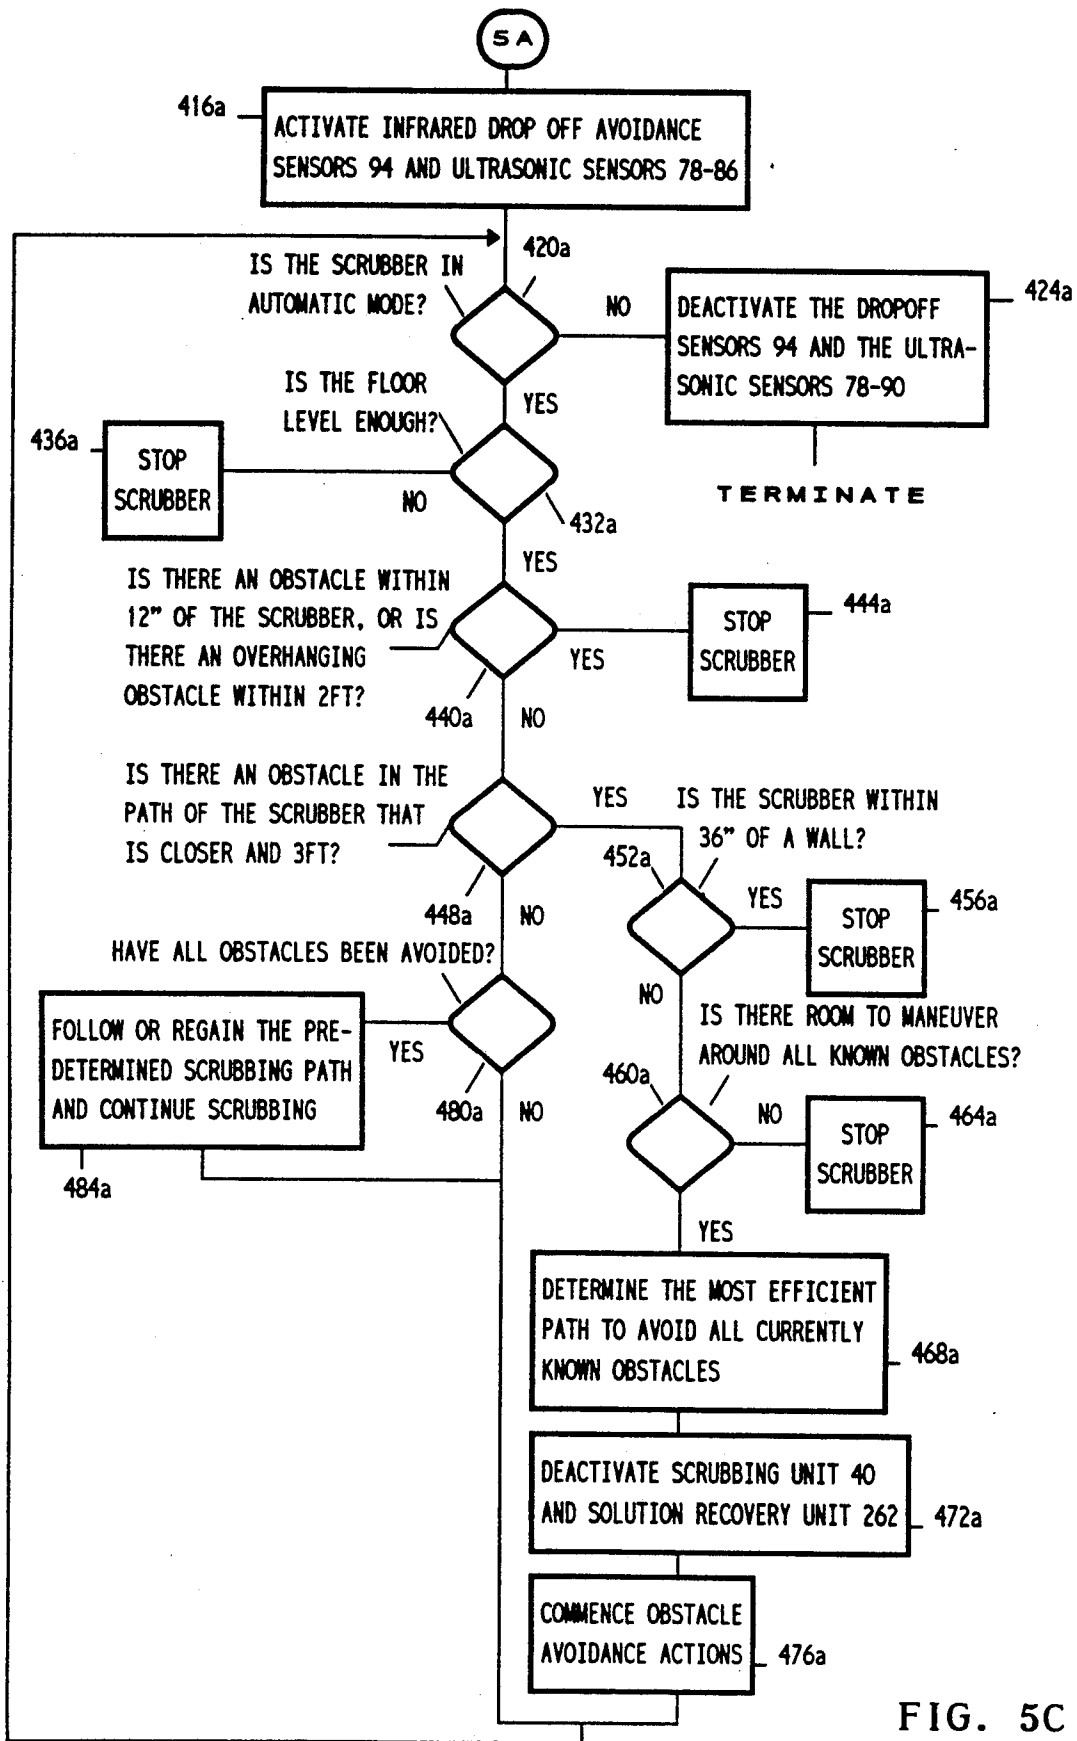 5A
416a
ACTIVATE INFRARED DROP OFF AVOIDANCE
SENSORS 94 AND ULTRASONIC SENSORS 78-86
420a
IS THE SCRUBBER IN
AUTOMATIC MODE?
NO
DEACTIVATE THE DROPOFF
SENSORS 94 AND THE ULTRA-
SONIC SENSORS 78-90
424a
TERMINATE
YES
IS THE FLOOR
LEVEL ENOUGH?
436a
STOP
SCRUBBER
NO
432a
YES
IS THERE AN OBSTACLE WITHIN
12" OF THE SCRUBBER, OR IS
THERE AN OVERHANGING
OBSTACLE WITHIN 2FT?
YES
STOP
SCRUBBER
444a
440a
NO
IS THERE AN OBSTACLE IN THE
PATH OF THE SCRUBBER THAT
IS CLOSER AND 3FT?
YES
448a
NO
IS THE SCRUBBER WITHIN
36" OF A WALL?
452a
YES
STOP
SCRUBBER
456a
NO
HAVE ALL OBSTACLES BEEN AVOIDED?
FOLLOW OR REGAIN THE PRE-
DETERMINED SCRUBBING PATH
AND CONTINUE SCRUBBING
YES
480a
NO
484a
IS THERE ROOM TO MANEUVER
AROUND ALL KNOWN OBSTACLES?
460a
NO
STOP
SCRUBBER
464a
YES
DETERMINE THE MOST EFFICIENT
PATH TO AVOID ALL CURRENTLY
KNOWN OBSTACLES
468a
DEACTIVATE SCRUBBING UNIT 40
AND SOLUTION RECOVERY UNIT 262
472a
COMMENCE OBSTACLE
AVOIDANCE ACTIONS
476a
FIG. 5C